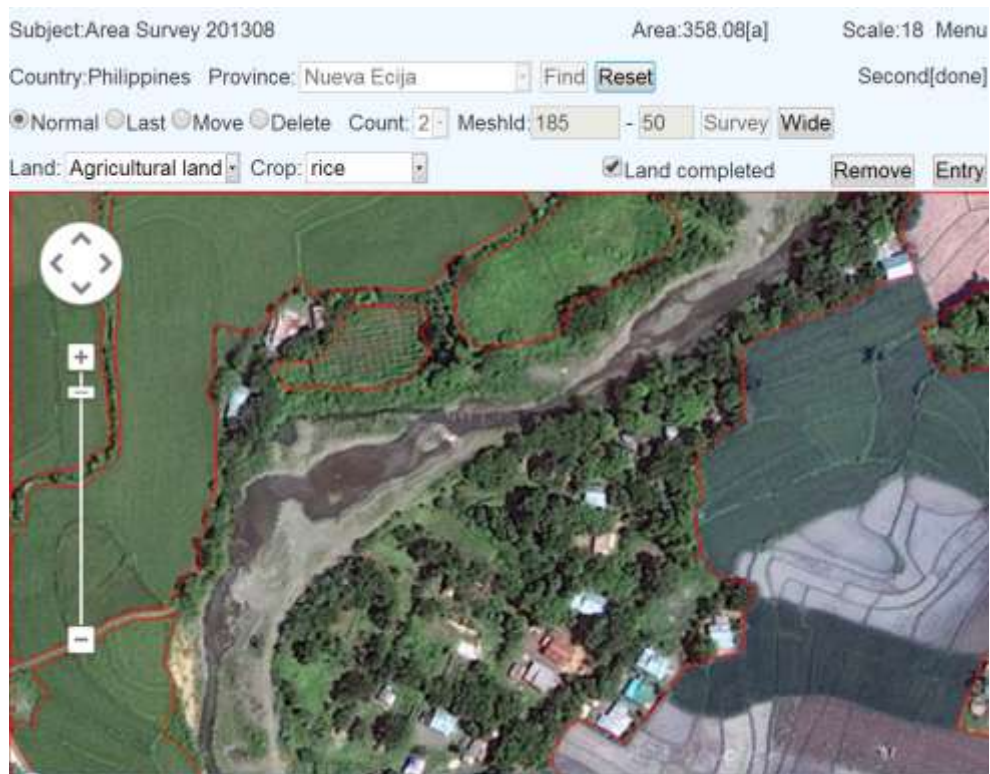 Subject:Area Survey 201308 Area:358.08[a] Scale:18 Menu
Country:Philippines Province: Nueva Ecija Find Reset Second[done]
Normal Last Move Delete Count: 2 MeshId: 185 - 50 Survey Wide
Land: Agricultural land Crop: rice Land completed Remove Entry